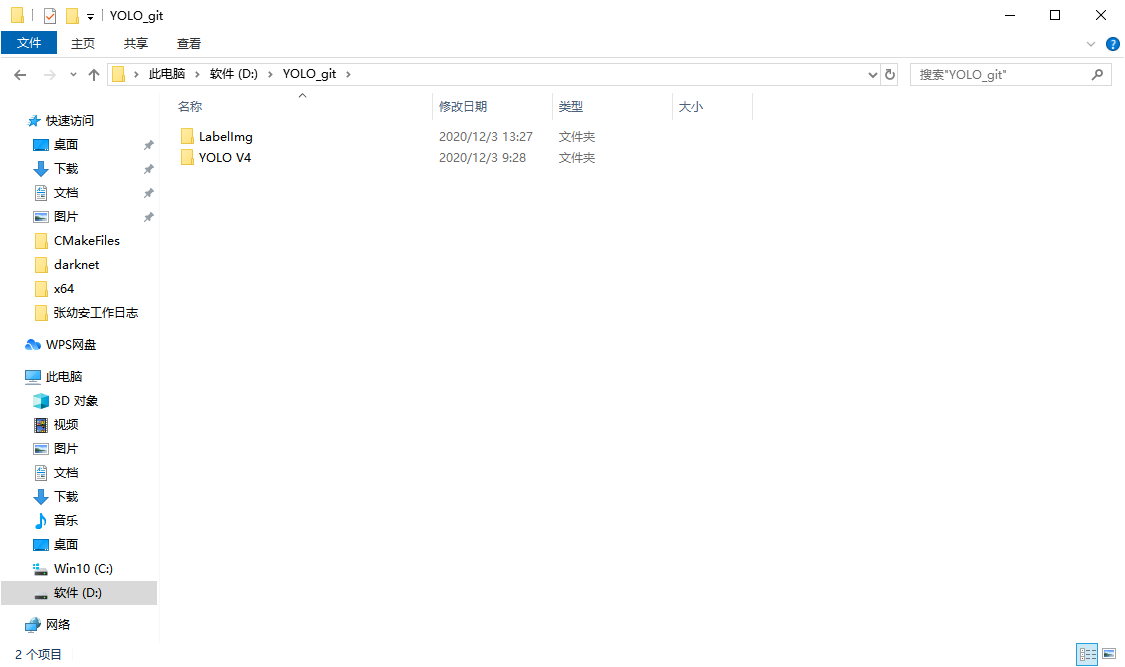 YOLO_git
文件 主页 共享 查看
此电脑 软件 (D:) YOLO_git
搜索"YOLO_git"
名称 修改日期 类型 大小
LabelImg 2020/12/3 13:27 文件夹
YOLO V4 2020/12/3 9:28 文件夹
快速访问
桌面
下载
文档
图片
CMakeFiles
darknet
x64
张幼安工作日志
WPS网盘
此电脑
3D 对象
视频
图片
文档
下载
音乐
桌面
Win10 (C:)
软件 (D:)
网络
2 个项目